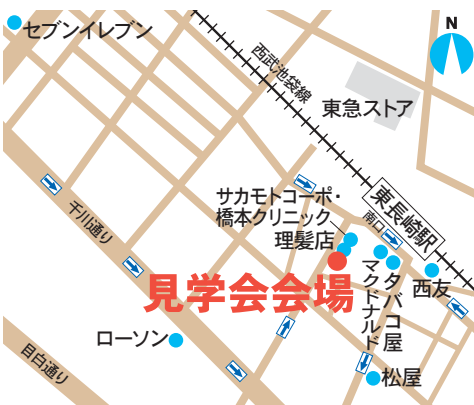 セブンイレブン
N
西武池袋線
東急ストア
サカモトコーポ・
橋本クリニック
理髪店
東長崎駅
南口
千川通り
見学会会場
マクドナルド
タバコ屋
西友
ローソン
目白通り
松屋